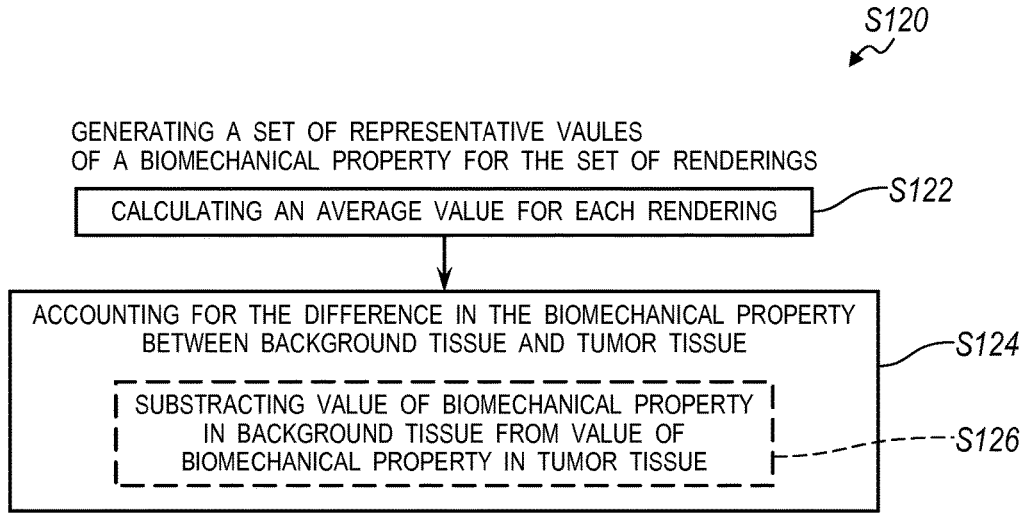 S120
GENERATING A SET OF REPRESENTATIVE VAULES
OF A BIOMECHANICAL PROPERTY FOR THE SET OF RENDERINGS
CALCULATING AN AVERAGE VALUE FOR EACH RENDERING
S122
ACCOUNTING FOR THE DIFFERENCE IN THE BIOMECHANICAL PROPERTY
BETWEEN BACKGROUND TISSUE AND TUMOR TISSUE
S124
SUBSTRACTING VALUE OF BIOMECHANICAL PROPERTY
IN BACKGROUND TISSUE FROM VALUE OF
BIOMECHANICAL PROPERTY IN TUMOR TISSUE
S126